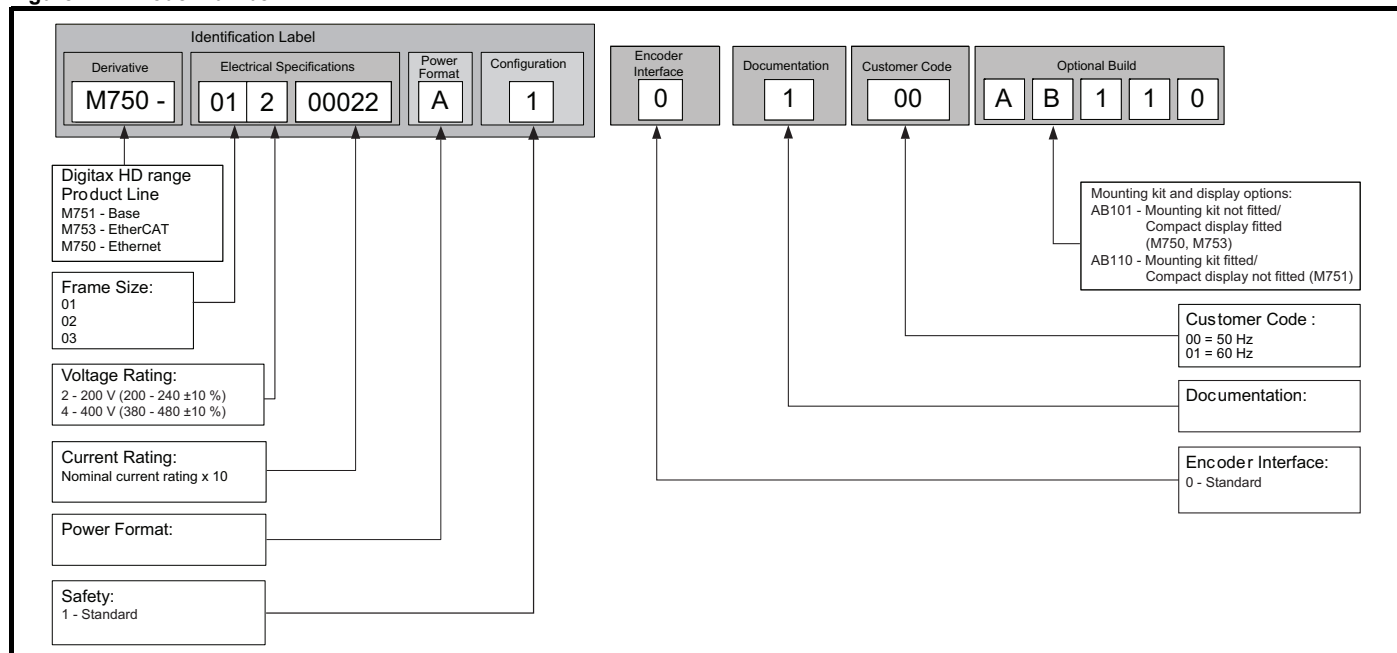 Identification Label
Derivative
Electrical Specifications
Power
Format
Configuration
Encoder
Interface
Documentation
Customer Code
Optional Build
M750 -
01 2 00022
A
1
0
1
00
A B 1 1 0
Digitax HD range
Product Line
M751 - Base
M753 - EtherCAT
M750 - Ethernet
Frame Size:
01
02
03
Voltage Rating:
2 - 200 V (200 - 240 ±10 %)
4 - 400 V (380 - 480 ±10 %)
Current Rating:
Nominal current rating x 10
Power Format:
Safety:
1 - Standard
Mounting kit and display options:
AB101 - Mounting kit not fitted/
Compact display fitted
(M750, M753)
AB110 - Mounting kit fitted/
Compact display not fitted (M751)
Customer Code :
00 = 50 Hz
01 = 60 Hz
Documentation:
Encoder Interface:
0 - Standard